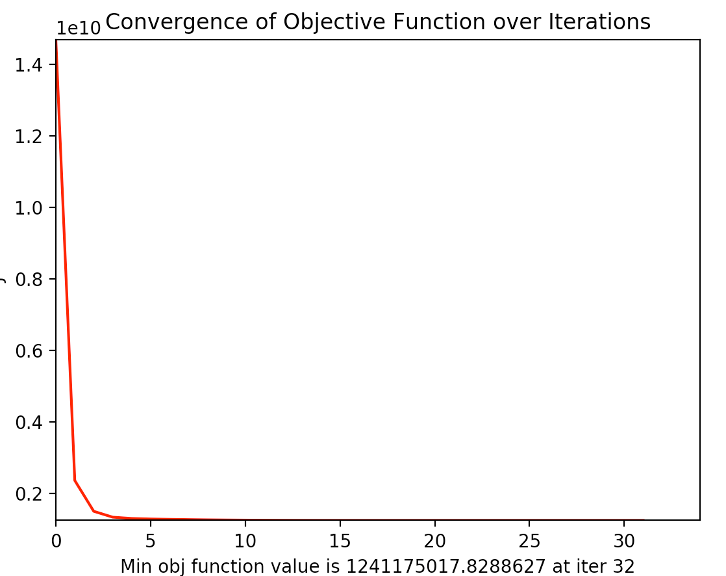 Convergence of Objective Function over Iterations
1e10
1.4
1.2
1.0
0.8
0.6
0.4
0.2
0 5 10 15 20 25 30
Min obj function value is 1241175017.8288627 at iter 32